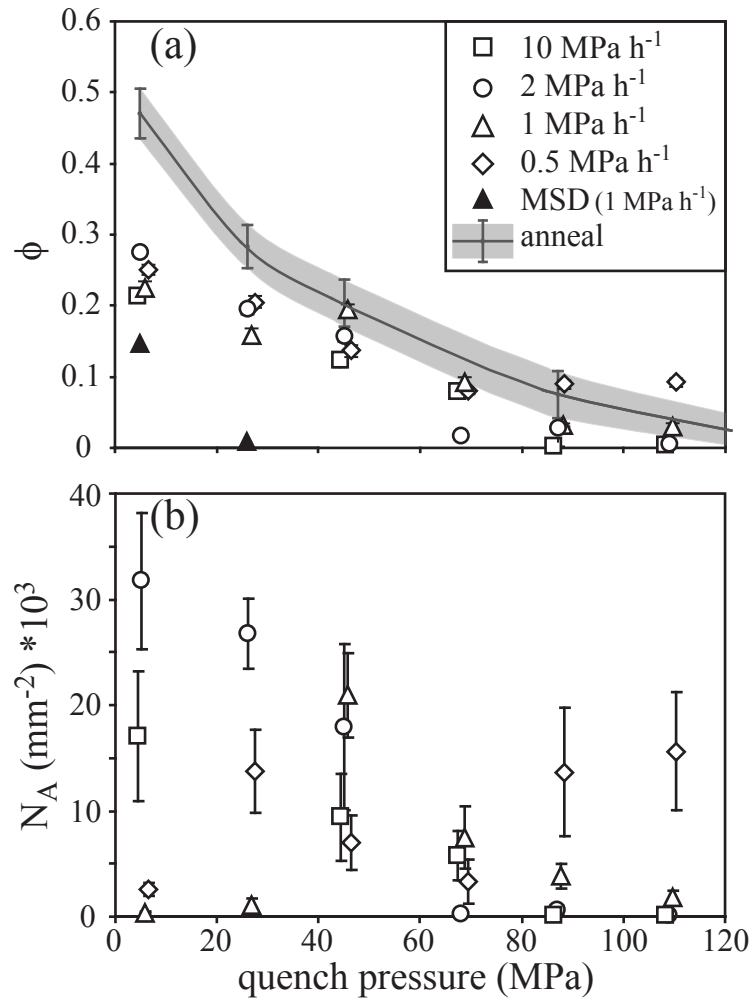 (a)
10 MPa h-1
2 MPa h-1
1 MPa h-1
0.5 MPa h-1
MSD (1 MPa h-1)
anneal
0.6
0.5
0.4
0.3
0.2
0.1
0
ϕ
(b)
40
30
20
10
0
N_A (mm-2) *10³
0 20 40 60 80 100 120
quench pressure (MPa)